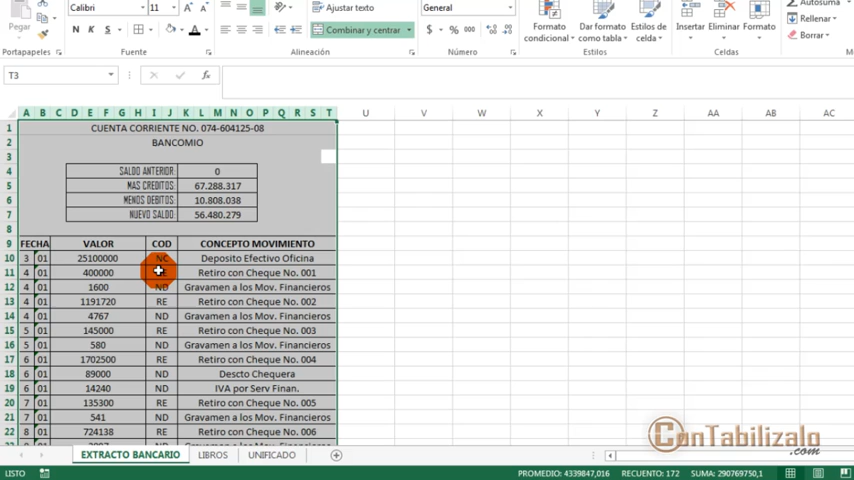 Calibri 11 Ajustar texto General Autosuma
Pegar N K S Combinar y centrar $ % 000 Formato condicional Dar formato como tabla Estilos de celda Insertar Eliminar Formato Rellenar Borrar
Portapapeles Fuente Alineación Número Estilos Celdas
T3 fx
A B C D E F G H I J K L M N O P Q R S T U V W X Y Z AA AB AC
1 CUENTA CORRIENTE NO. 074-604125-08
2 BANCOMIO
3
4 SALDO ANTERIOR: 0
5 MAS CREDITOS: 67.288.317
6 MENOS DEBITOS: 10.808.038
7 NUEVO SALDO: 56.480.279
8
9 FECHA VALOR COD CONCEPTO MOVIMIENTO
10 3 01 25100000 NC Deposito Efectivo Oficina
11 4 01 400000 Retiro con Cheque No. 001
12 4 01 1600 ND Gravamen a los Mov. Financieros
13 4 01 1191720 RE Retiro con Cheque No. 002
14 4 01 4767 ND Gravamen a los Mov. Financieros
15 5 01 145000 RE Retiro con Cheque No. 003
16 5 01 580 ND Gravamen a los Mov. Financieros
17 6 01 1702500 RE Retiro con Cheque No. 004
18 6 01 89000 ND Descto Chequera
19 6 01 14240 ND IVA por Serv Finan.
20 6 01 135300 RE Retiro con Cheque No. 005
21 7 01 541 ND Gravamen a los Mov. Financieros
22 8 01 724138 RE Retiro con Cheque No. 006
ConTabilizalo
.com
EXTRACTO BANCARIO LIBROS UNIFICADO
LISTO PROMEDIO: 4339847,016 RECUENTO: 172 SUMA: 290769750,1